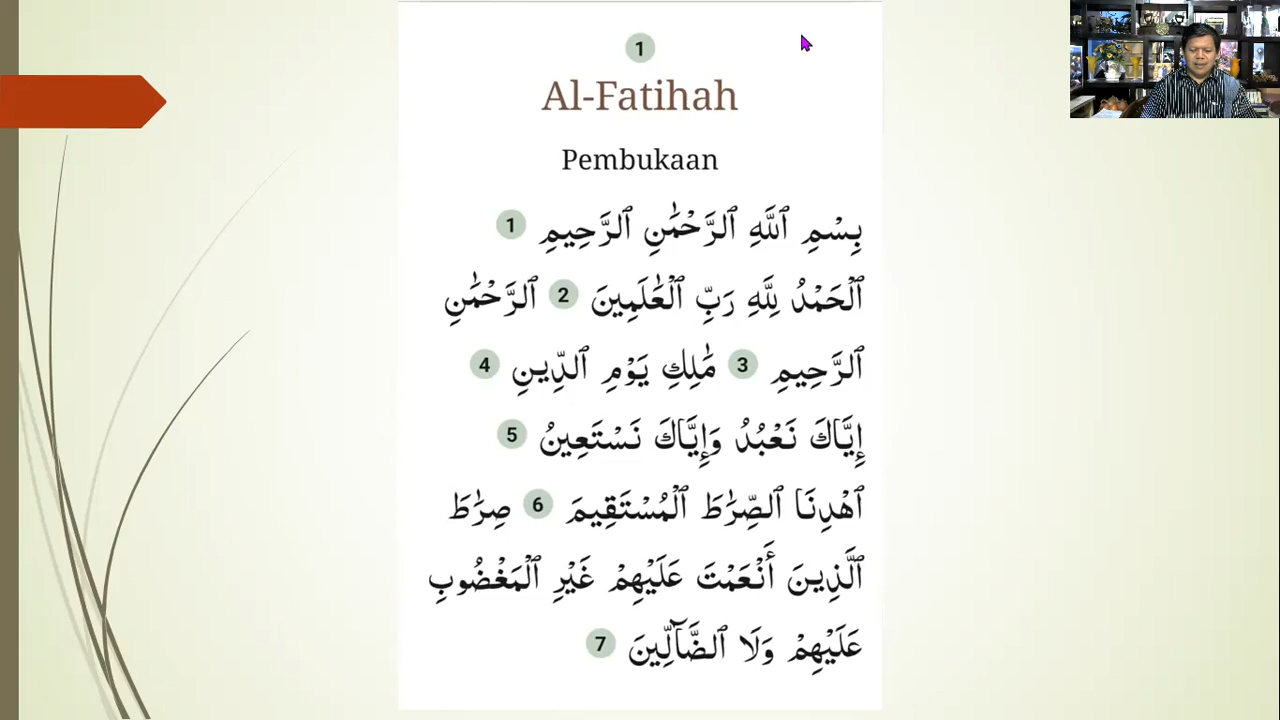 1
Al-Fatihah
Pembukaan
بِسْمِ ٱللَّهِ ٱلرَّحْمَٰنِ ٱلرَّحِيمِ 1
ٱلْحَمْدُ لِلَّهِ رَبِّ ٱلْعَٰلَمِينَ 2 ٱلرَّحْمَٰنِ
ٱلرَّحِيمِ 3 مَٰلِكِ يَوْمِ ٱلدِّينِ 4
إِيَّاكَ نَعْبُدُ وَإِيَّاكَ نَسْتَعِينُ 5
ٱهْدِنَا ٱلصِّرَٰطَ ٱلْمُسْتَقِيمَ 6 صِرَٰطَ
ٱلَّذِينَ أَنْعَمْتَ عَلَيْهِمْ غَيْرِ ٱلْمَغْضُوبِ
عَلَيْهِمْ وَلَا ٱلضَّآلِّينَ 7